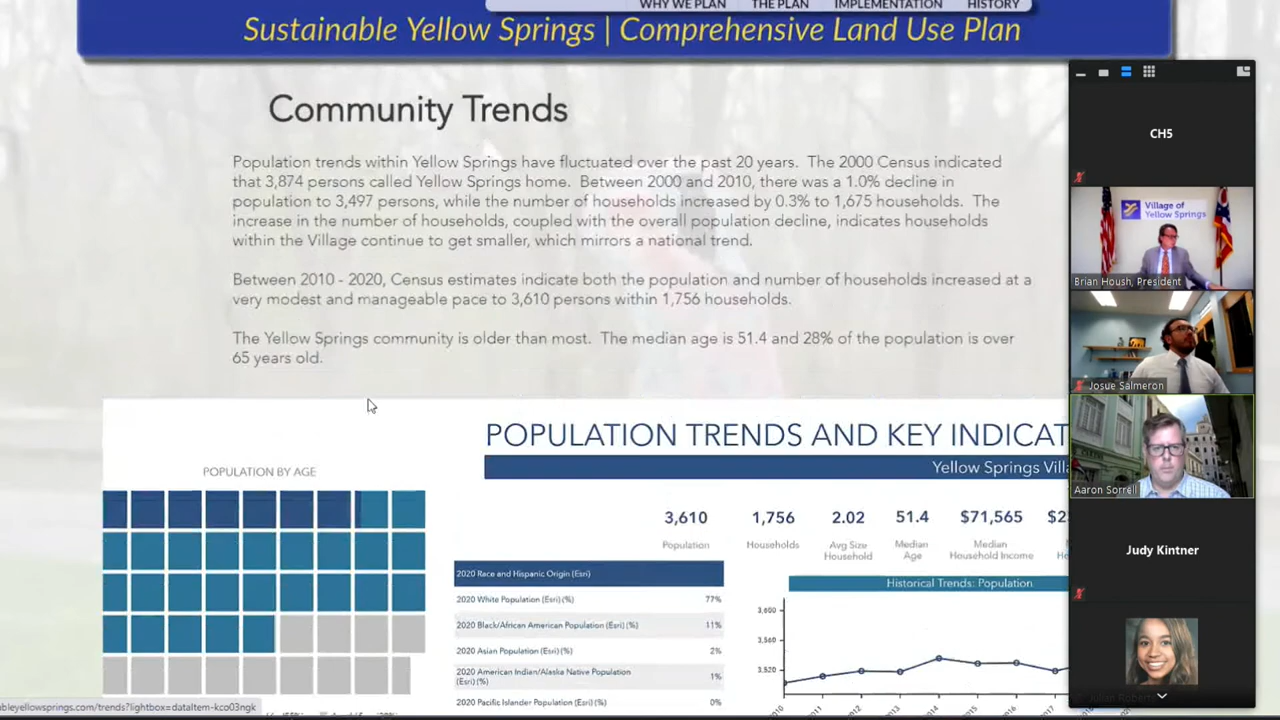 WHY WE PLAN THE PLAN IMPLEMENTATION HISTORY
Sustainable Yellow Springs | Comprehensive Land Use Plan
Community Trends
Population trends within Yellow Springs have fluctuated over the past 20 years. The 2000 Census indicated
that 3,874 persons called Yellow Springs home. Between 2000 and 2010, there was a 1.0% decline in
population to 3,497 persons, while the number of households increased by 0.3% to 1,675 households. The
increase in the number of households, coupled with the overall population decline, indicates households
within the Village continue to get smaller, which mirrors a national trend.
Between 2010 - 2020, Census estimates indicate both the population and number of households increased at a
very modest and manageable pace to 3,610 persons within 1,756 households.
The Yellow Springs community is older than most. The median age is 51.4 and 28% of the population is over
65 years old.
POPULATION TRENDS AND KEY INDICAT
Yellow Springs Villa
POPULATION BY AGE
3,610 1,756 2.02 51.4 $71,565
Population Households Avg Size Household Median Age Median Household Income
2020 Race and Hispanic Origin (Esri)
2020 White Population (Esri) (%) 77%
2020 Black/African American Population (Esri) (%) 11%
2020 Asian Population (Esri) (%) 2%
2020 American Indian/Alaska Native Population
(Esri) (%) 1%
2020 Pacific Islander Population (Esri) (%) 0%
Historical Trends: Population
3,600
3,560
3,520
ableyellowsprings.com/trends?lightbox=dataItem-kco03ngk
CH5
Village of
Yellow Springs
Brian Housh, President
Josue Salmeron
Aaron Sorrell
Judy Kintner